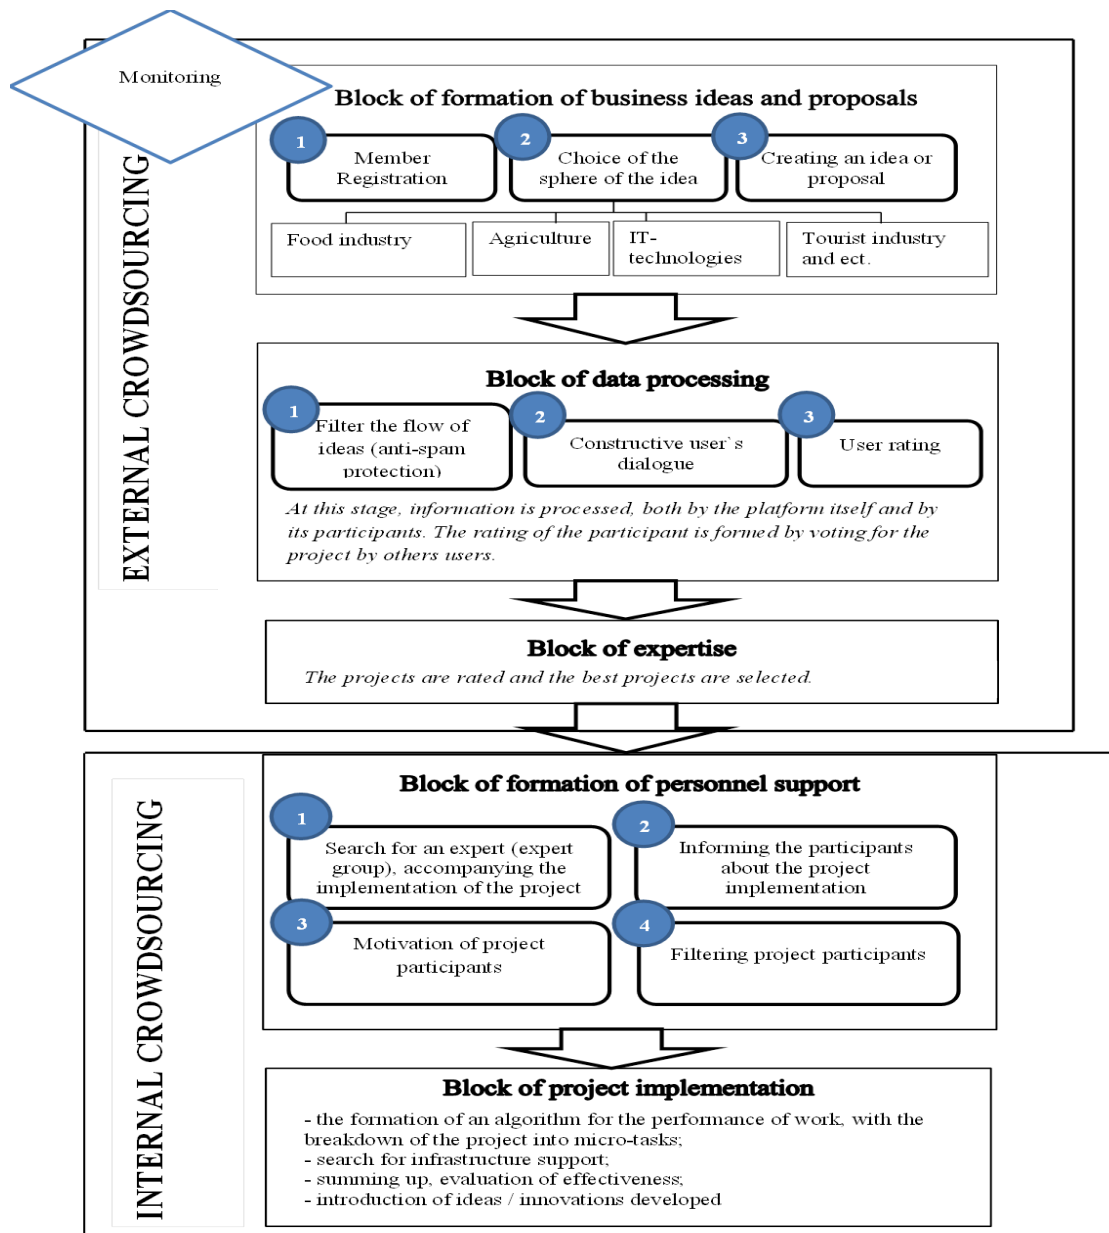 Monitoring
EXTERNAL CROWDSOURCING
Block of formation of business ideas and proposals
1
Member
Registration
2
Choice of the
sphere of the idea
3
Creating an idea or
proposal
Food industry
Agriculture
IT-
technologies
Tourist industry
and ect.
Block of data processing
1
Filter the flow of
ideas (anti-spam
protection)
2
Constructive user`s
dialogue
3
User rating
At this stage, information is processed, both by the platform itself and by
its participants. The rating of the participant is formed by voting for the
project by others users.
Block of expertise
The projects are rated and the best projects are selected.
INTERNAL CROWDSOURCING
Block of formation of personnel support
1
Search for an expert (expert
group), accompanying the
implementation of the project
2
Informing the participants
about the project
implementation
3
Motivation of project
participants
4
Filtering project participants
Block of project implementation
- the formation of an algorithm for the performance of work, with the
breakdown of the project into micro-tasks;
- search for infrastructure support;
- summing up, evaluation of effectiveness;
- introduction of ideas / innovations developed